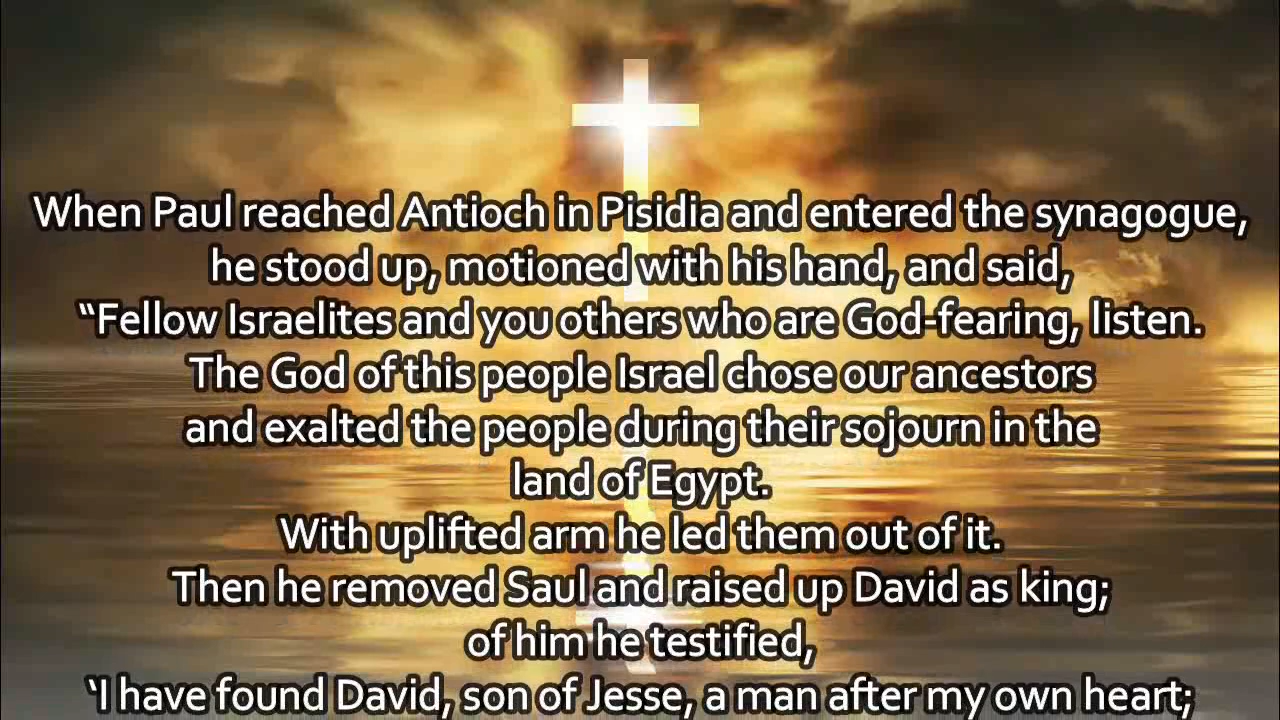 When Paul reached Antioch in Pisidia and entered the synagogue,
he stood up, motioned with his hand, and said,
“Fellow Israelites and you others who are God-fearing, listen.
The God of this people Israel chose our ancestors
and exalted the people during their sojourn in the
land of Egypt.
With uplifted arm he led them out of it.
Then he removed Saul and raised up David as king;
of him he testified,
‘I have found David, son of Jesse, a man after my own heart;